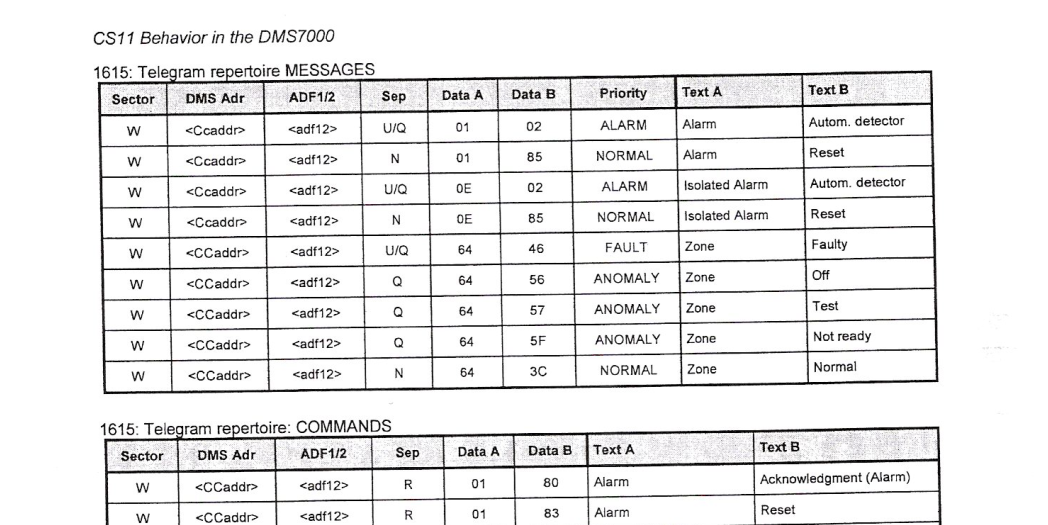 CS11 Behavior in the DMS7000
1615: Telegram repertoire MESSAGES
Sector DMS Adr ADF1/2 Sep Data A Data B Priority Text A Text B
W <Ccaddr> <adf12> U/Q 01 02 ALARM Alarm Autom. detector
W <Ccaddr> <adf12> N 01 85 NORMAL Alarm Reset
W <Ccaddr> <adf12> U/Q 0E 02 ALARM Isolated Alarm Autom. detector
W <Ccaddr> <adf12> N 0E 85 NORMAL Isolated Alarm Reset
W <CCaddr> <adf12> U/Q 64 46 FAULT Zone Faulty
W <CCaddr> <adf12> Q 64 56 ANOMALY Zone Off
W <CCaddr> <adf12> Q 64 57 ANOMALY Zone Test
W <CCaddr> <adf12> Q 64 5F ANOMALY Zone Not ready
W <CCaddr> <adf12> N 64 3C NORMAL Zone Normal
1615: Telegram repertoire: COMMANDS
Sector DMS Adr ADF1/2 Sep Data A Data B Text A Text B
W <CCaddr> <adf12> R 01 80 Alarm Acknowledgment (Alarm)
W <CCaddr> <adf12> R 01 83 Alarm Reset